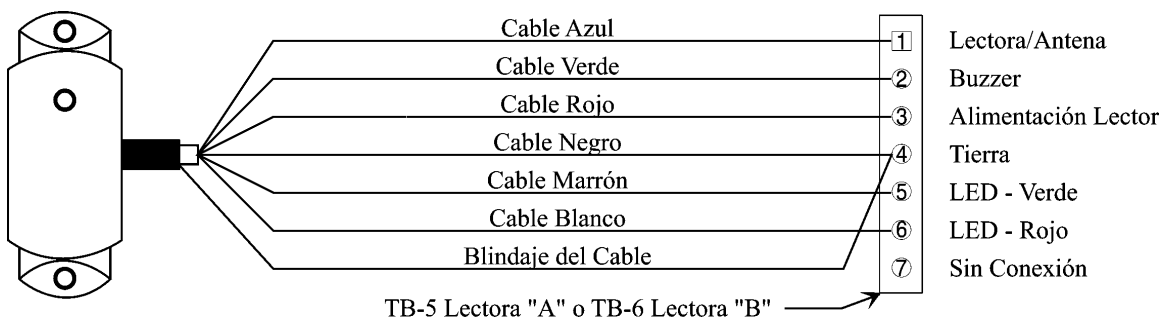 Cable Azul 1 Lectora/Antena
Cable Verde 2 Buzzer
Cable Rojo 3 Alimentación Lector
Cable Negro 4 Tierra
Cable Marrón 5 LED - Verde
Cable Blanco 6 LED - Rojo
Blindaje del Cable 7 Sin Conexión
TB-5 Lectora "A" o TB-6 Lectora "B"